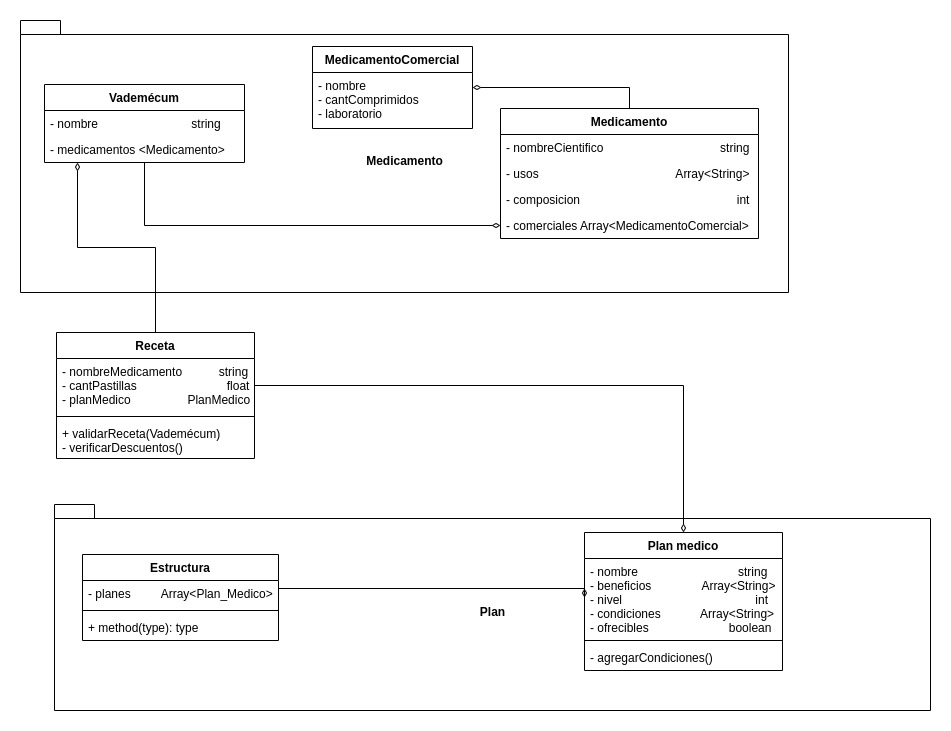 MedicamentoComercial
- nombre
- cantComprimidos
- laboratorio
Vademécum
- nombre string
- medicamentos <Medicamento>
Medicamento
Medicamento
- nombreCientifico string
- usos Array<String>
- composicion int
- comerciales Array<MedicamentoComercial>
Receta
- nombreMedicamento string
- cantPastillas float
- planMedico PlanMedico
+ validarReceta(Vademécum)
- verificarDescuentos()
Estructura
- planes Array<Plan_Medico>
+ method(type): type
Plan
Plan medico
- nombre string
- beneficios Array<String>
- nivel int
- condiciones Array<String>
- ofrecibles boolean
- agregarCondiciones()